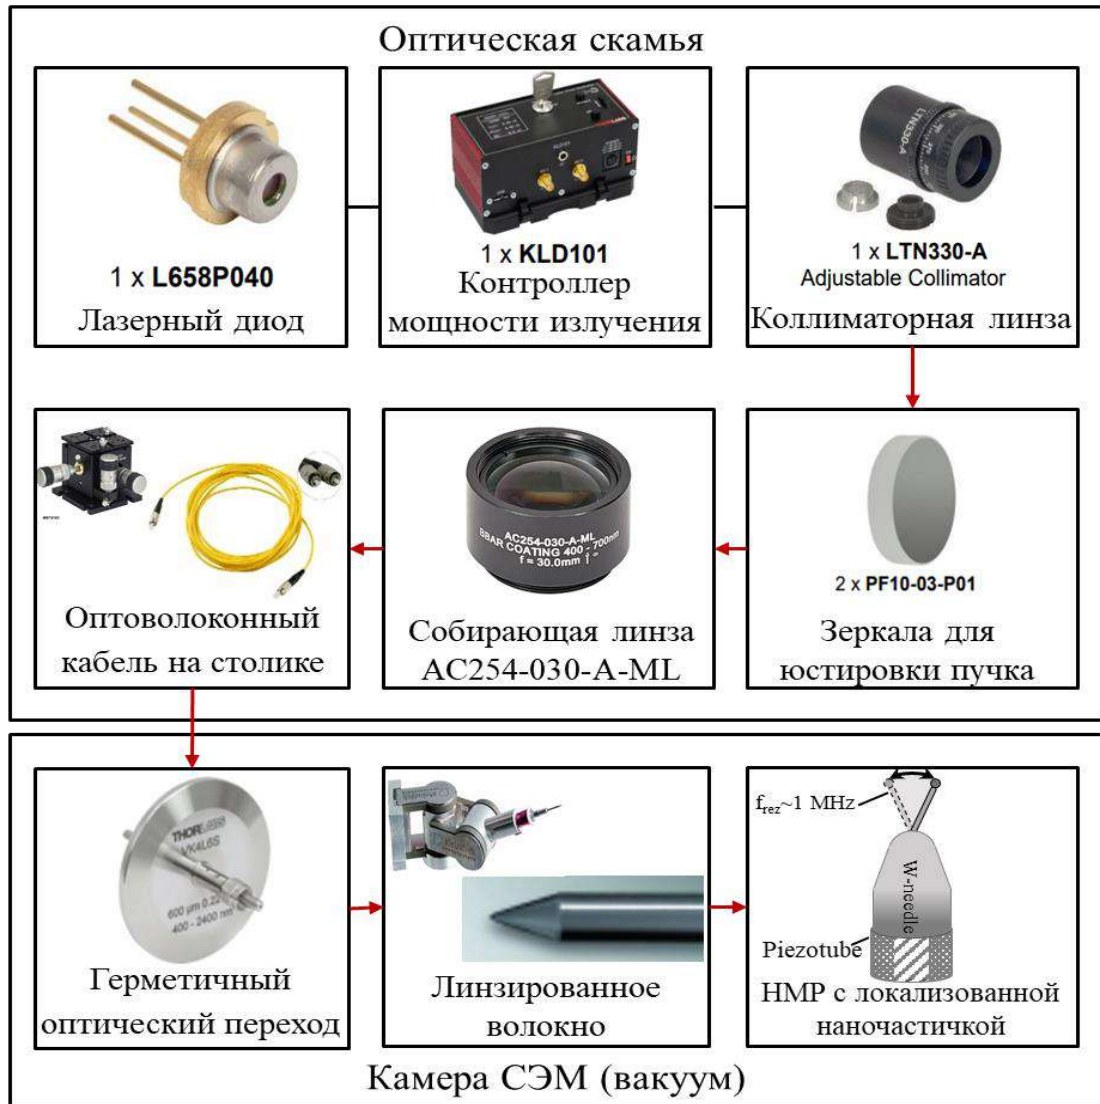 Оптическая скамья
1 x L658P040
Лазерный диод
1 x KLD101
Контроллер
мощности излучения
LTN330-A
1 x LTN330-A
Adjustable Collimator
Коллиматорная линза
Оптоволоконный
кабель на столике
AC254-030-A-ML
BBAR COATING 400 - 700nm
f = 30.0mm
Собирающая линза
AC254-030-A-ML
2 x PF10-03-P01
Зеркала для
юстировки пучка
THORLABS
VK4L6S
600 µm 0.22
400 - 2400 nm
Герметичный
оптический переход
Линзированное
волокно
f_rez~1 MHz
W-needle
Piezotube
НМР с локализованной
наночастичкой
Камера СЭМ (вакуум)